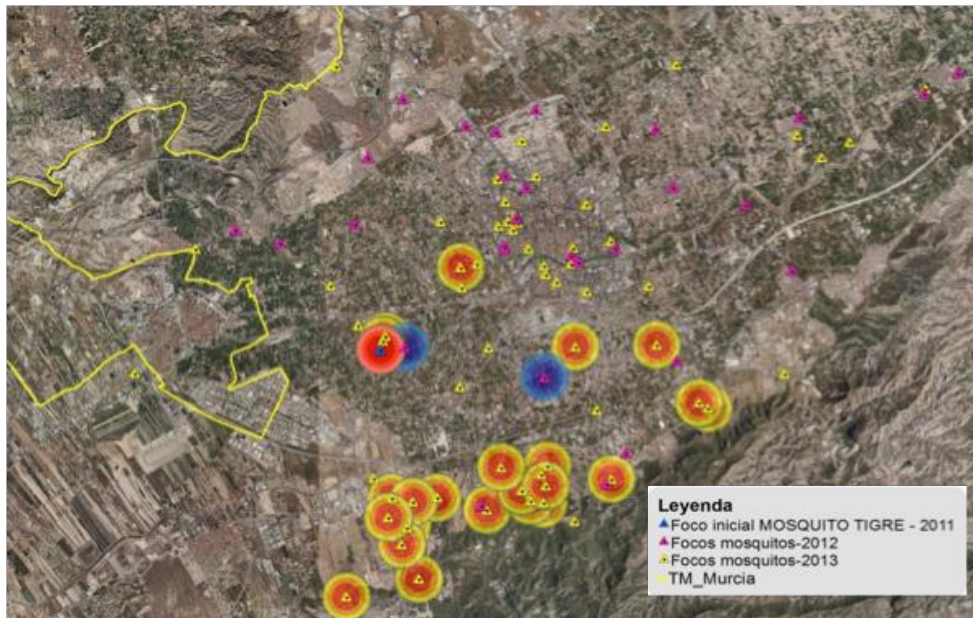 Leyenda
Foco inicial MOSQUITO TIGRE - 2011
Focos mosquitos-2012
Focos mosquitos-2013
TM_Murcia